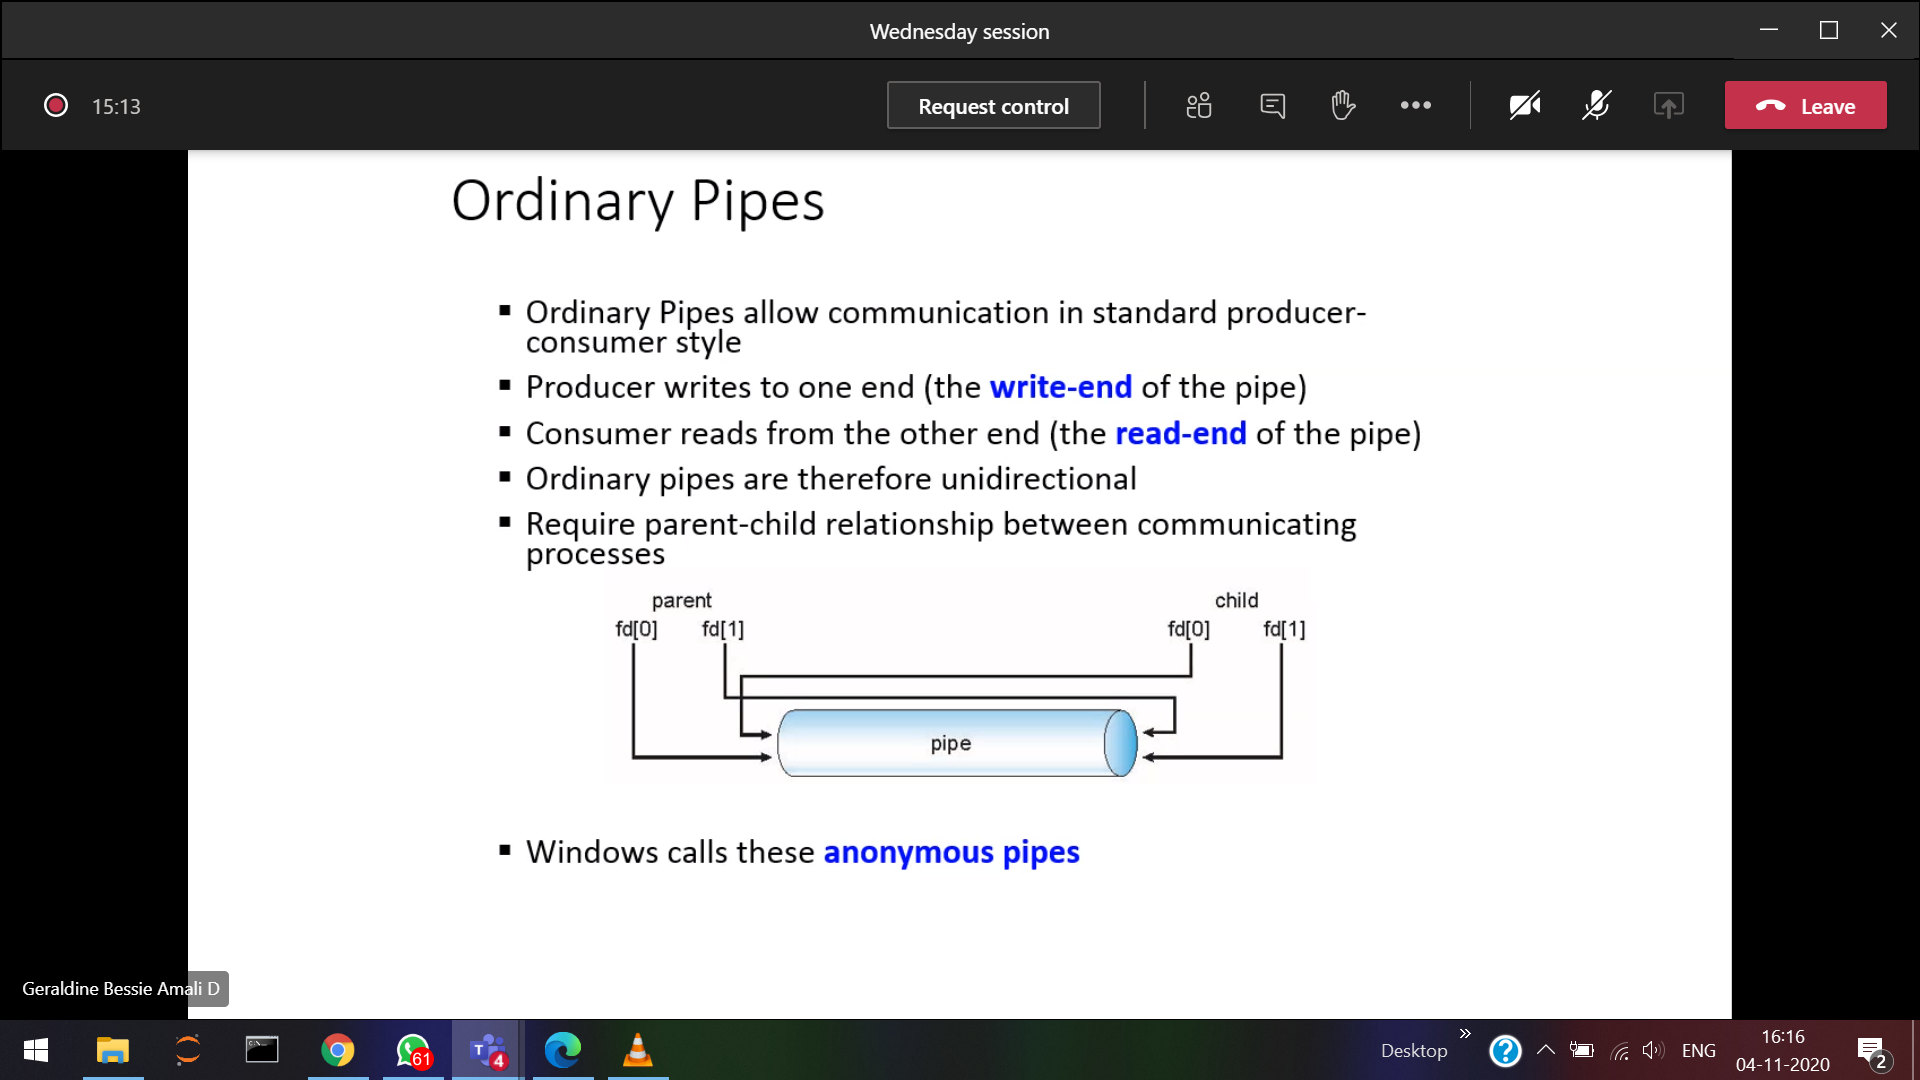 Wednesday session
15:13
Request control
Leave
Ordinary Pipes
Ordinary Pipes allow communication in standard producer-
consumer style
Producer writes to one end (the write-end of the pipe)
Consumer reads from the other end (the read-end of the pipe)
Ordinary pipes are therefore unidirectional
Require parent-child relationship between communicating
processes
parent child
fd[0] fd[1] fd[0] fd[1]
pipe
Windows calls these anonymous pipes
Geraldine Bessie Amali D
61
T 4
Desktop
ENG
16:16
04-11-2020
2